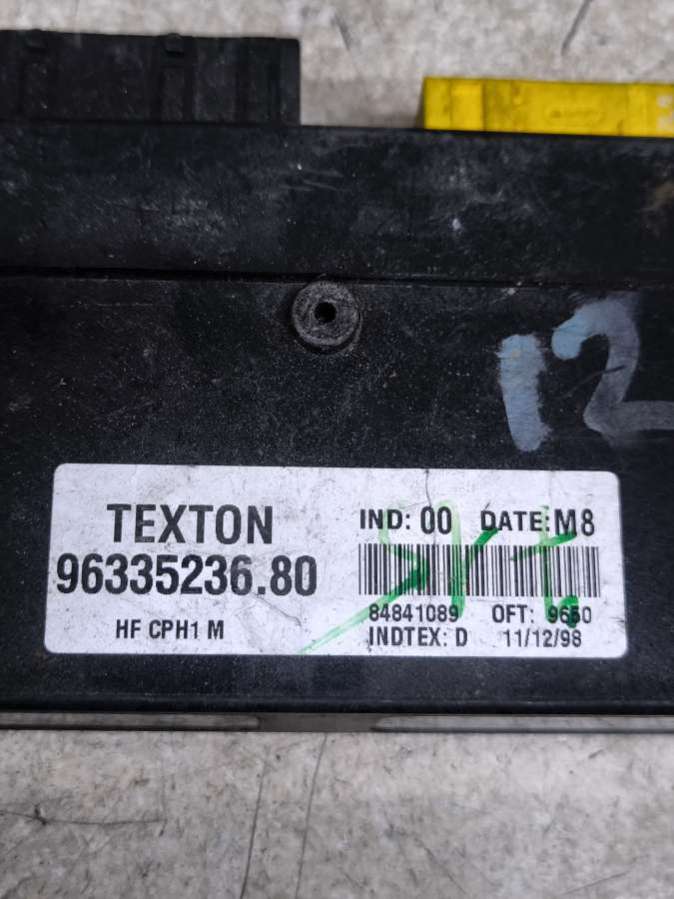 12
TEXTON
96335236.80
HF CPH1 M
IND: 00 DATE: M8
84841089 OFT: 9650
INDTEX: D 11/12/98